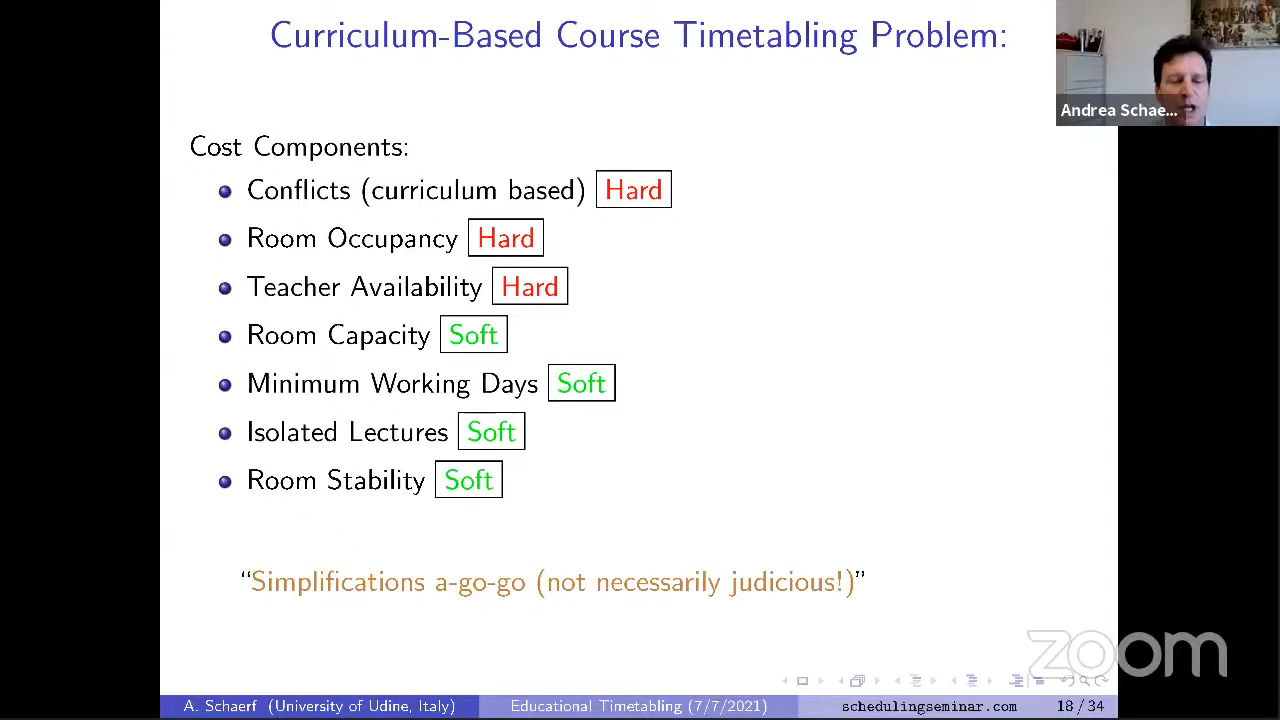 Curriculum-Based Course Timetabling Problem:
Andrea Schae...
Cost Components:
Conflicts (curriculum based) Hard
Room Occupancy Hard
Teacher Availability Hard
Room Capacity Soft
Minimum Working Days Soft
Isolated Lectures Soft
Room Stability Soft
“Simplifications a-go-go (not necessarily judicious!)”
zoom
A. Schaerf (University of Udine, Italy) Educational Timetabling (7/7/2021) schedulingseminar.com 18 / 34